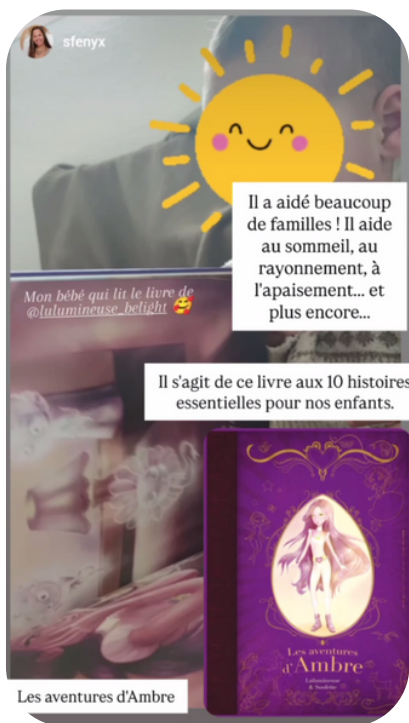 sfenyx
Il a aidé beaucoup
de familles ! Il aide
au sommeil, au
rayonnement, à
l'apaisement... et
plus encore...
Mon bébé qui lit le livre de
@lulumineuse_belight 🥰
Il s'agit de ce livre aux 10 histoires
essentielles pour nos enfants.
Les aventures
d'Ambre
Lulumineuse
Les aventures d'Ambre